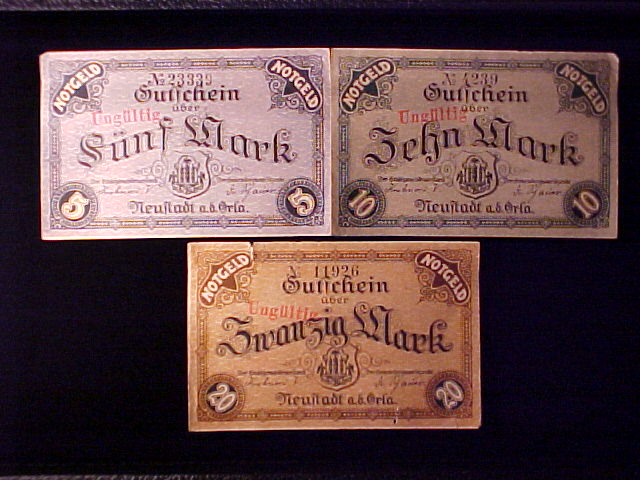 NOTGELD NOTGELD
№ 23339
Gutschein
über
Ungültig
Fünf Mark
5 5
Neustadt a.d. Orla.
NOTGELD NOTGELD
№ 4239
Gutschein
über
Ungültig
Zehn Mark
10 10
Neustadt a.d. Orla.
NOTGELD NOTGELD
№ 11926
Gutschein
über
Ungültig
Zwanzig Mark
20 20
Neustadt a.d. Orla.